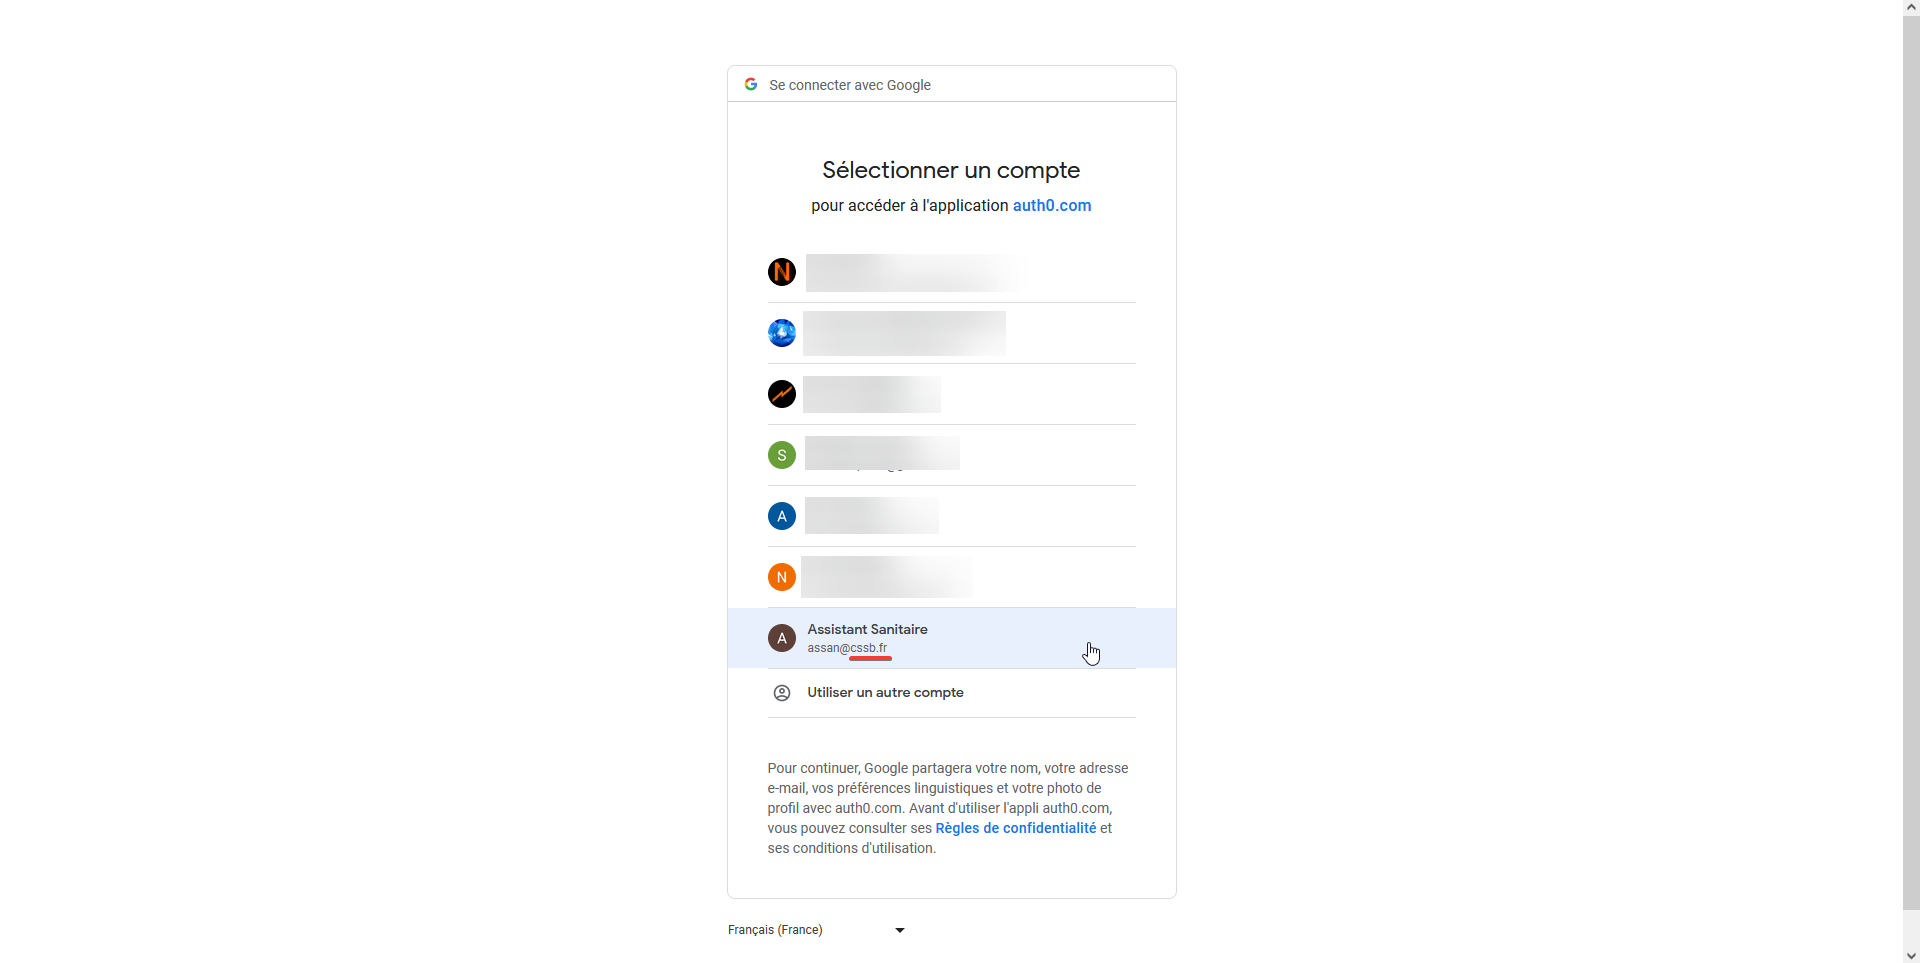 Se connecter avec Google
Sélectionner un compte
pour accéder à l'application auth0.com
N
S
A
N
A
Assistant Sanitaire
assan@cssb.fr
Utiliser un autre compte
Pour continuer, Google partagera votre nom, votre adresse
e-mail, vos préférences linguistiques et votre photo de
profil avec auth0.com. Avant d'utiliser l'appli auth0.com,
vous pouvez consulter ses Règles de confidentialité et
ses conditions d'utilisation.
Français (France)